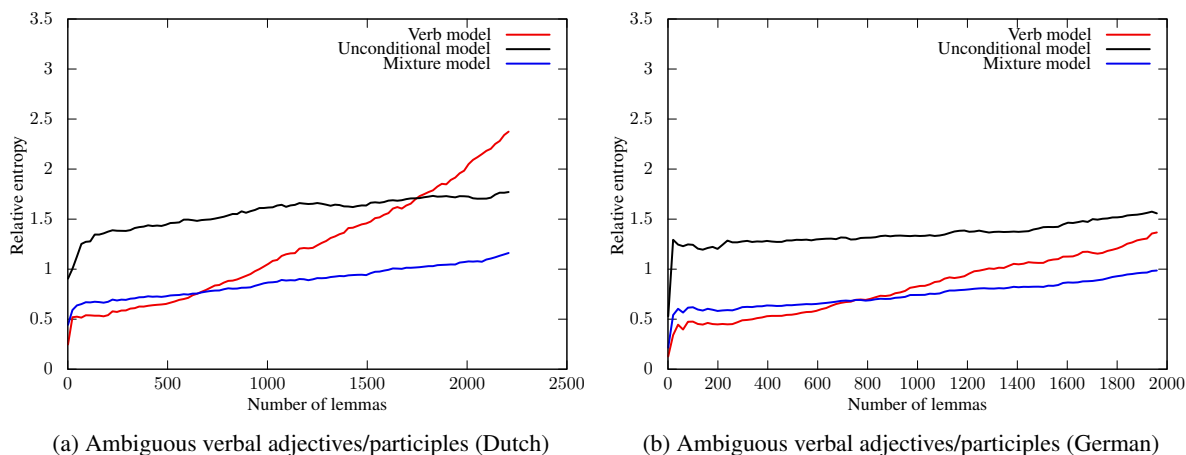 3.5
3
2.5
2
1.5
1
0.5
0
Relative entropy
Verb model
Unconditional model
Mixture model
0 500 1000 1500 2000 2500
Number of lemmas
(a) Ambiguous verbal adjectives/participles (Dutch)
3.5
3
2.5
2
1.5
1
0.5
0
Relative entropy
Verb model
Unconditional model
Mixture model
0 200 400 600 800 1000 1200 1400 1600 1800 2000
Number of lemmas
(b) Ambiguous verbal adjectives/participles (German)